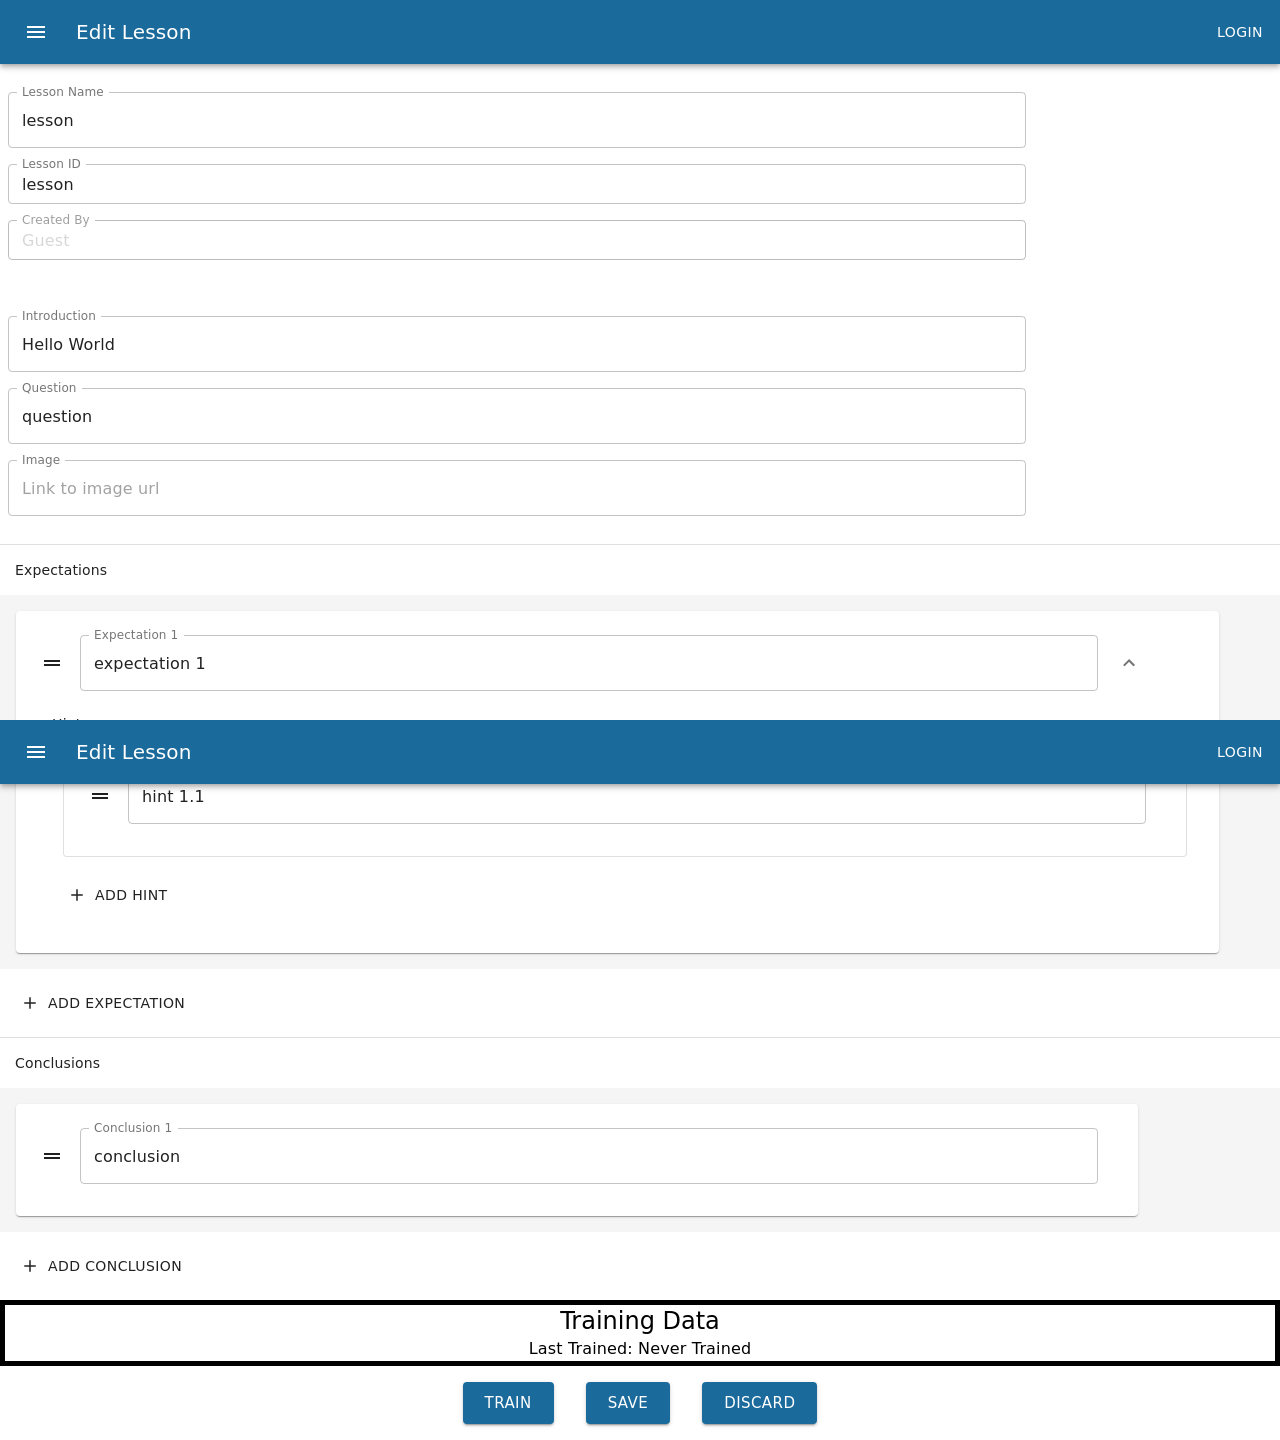 Edit Lesson
LOGIN
Lesson Name
lesson
Lesson ID
lesson
Created By
Guest
Introduction
Hello World
Question
question
Image
Link to image url
Expectations
Expectation 1
expectation 1
Edit Lesson
LOGIN
hint 1.1
ADD HINT
ADD EXPECTATION
Conclusions
Conclusion 1
conclusion
ADD CONCLUSION
Training Data
Last Trained: Never Trained
TRAIN
SAVE
DISCARD